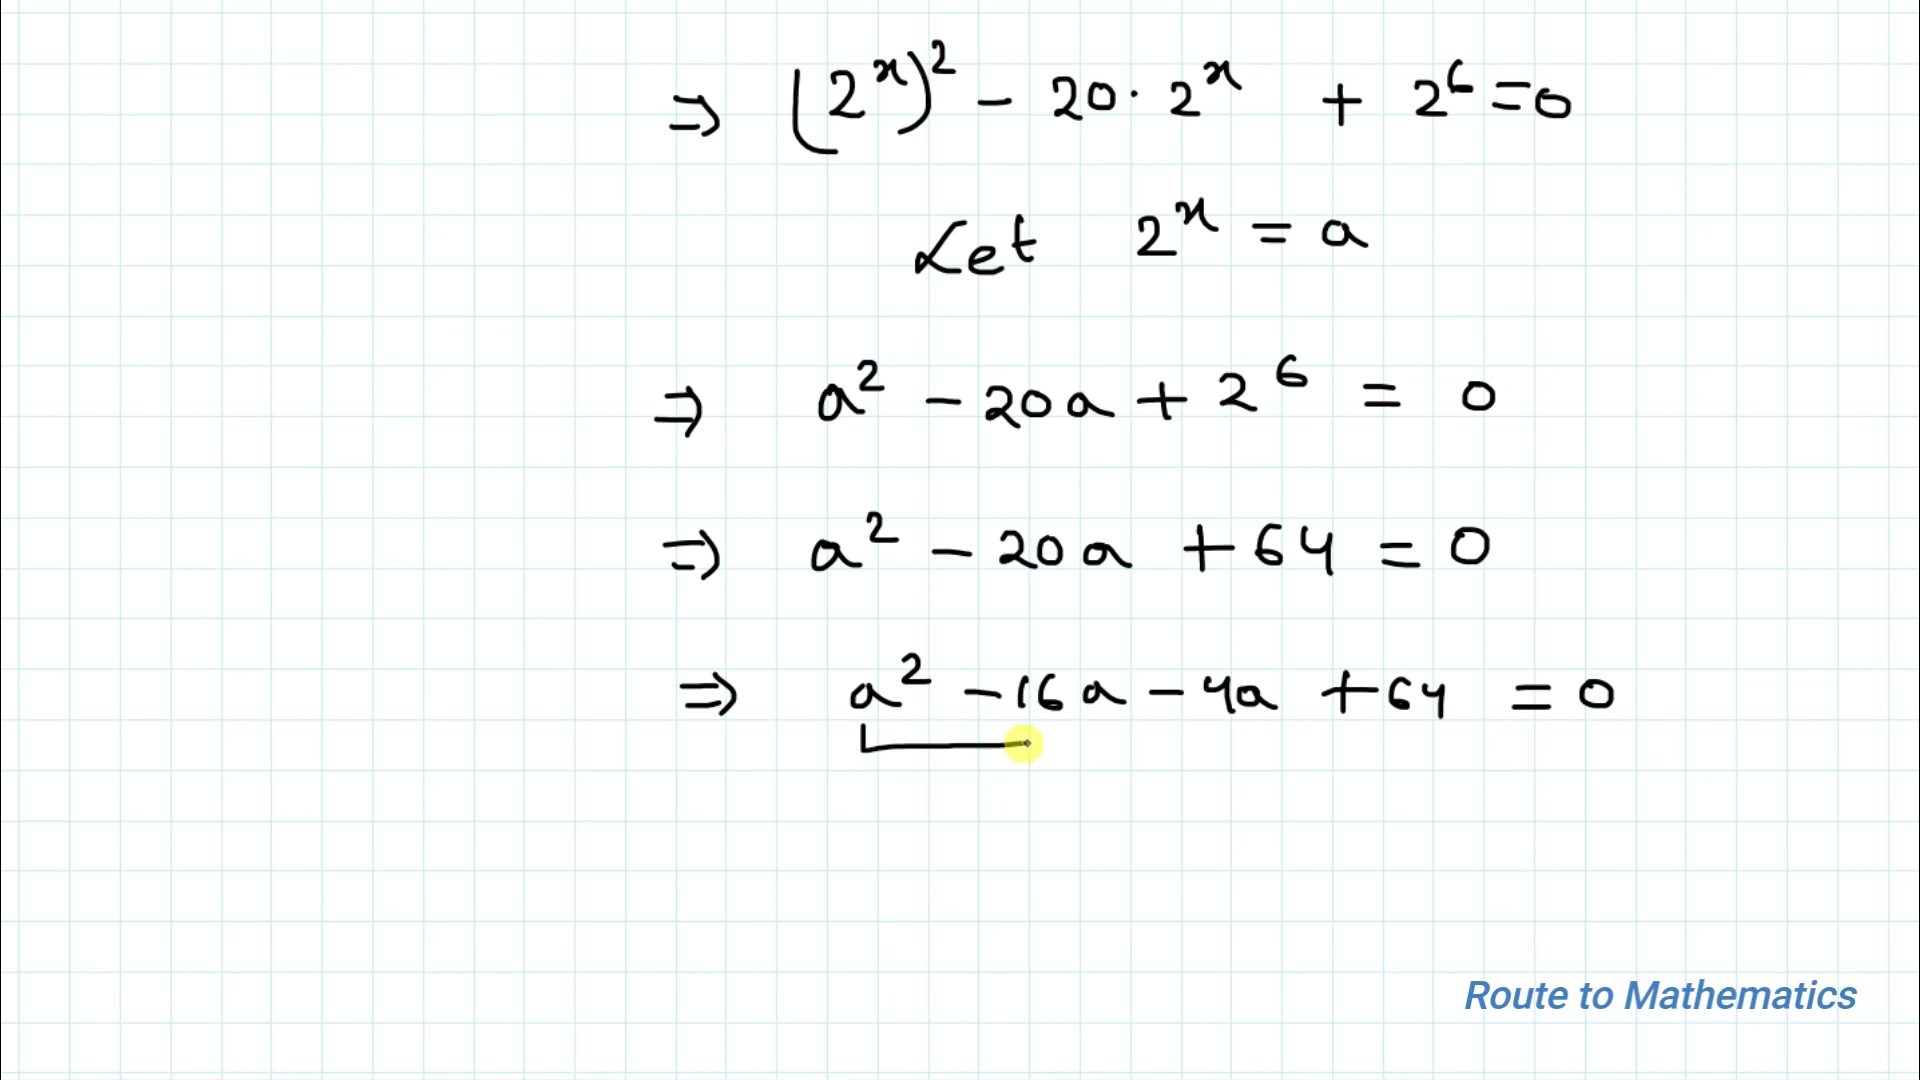 ⇒ (2^x)^2 - 20 · 2^x + 2^6 = 0
Let 2^x = a
⇒ a^2 - 20a + 2^6 = 0
⇒ a^2 - 20a + 64 = 0
⇒ a^2 - 16a - 4a + 64 = 0
Route to Mathematics